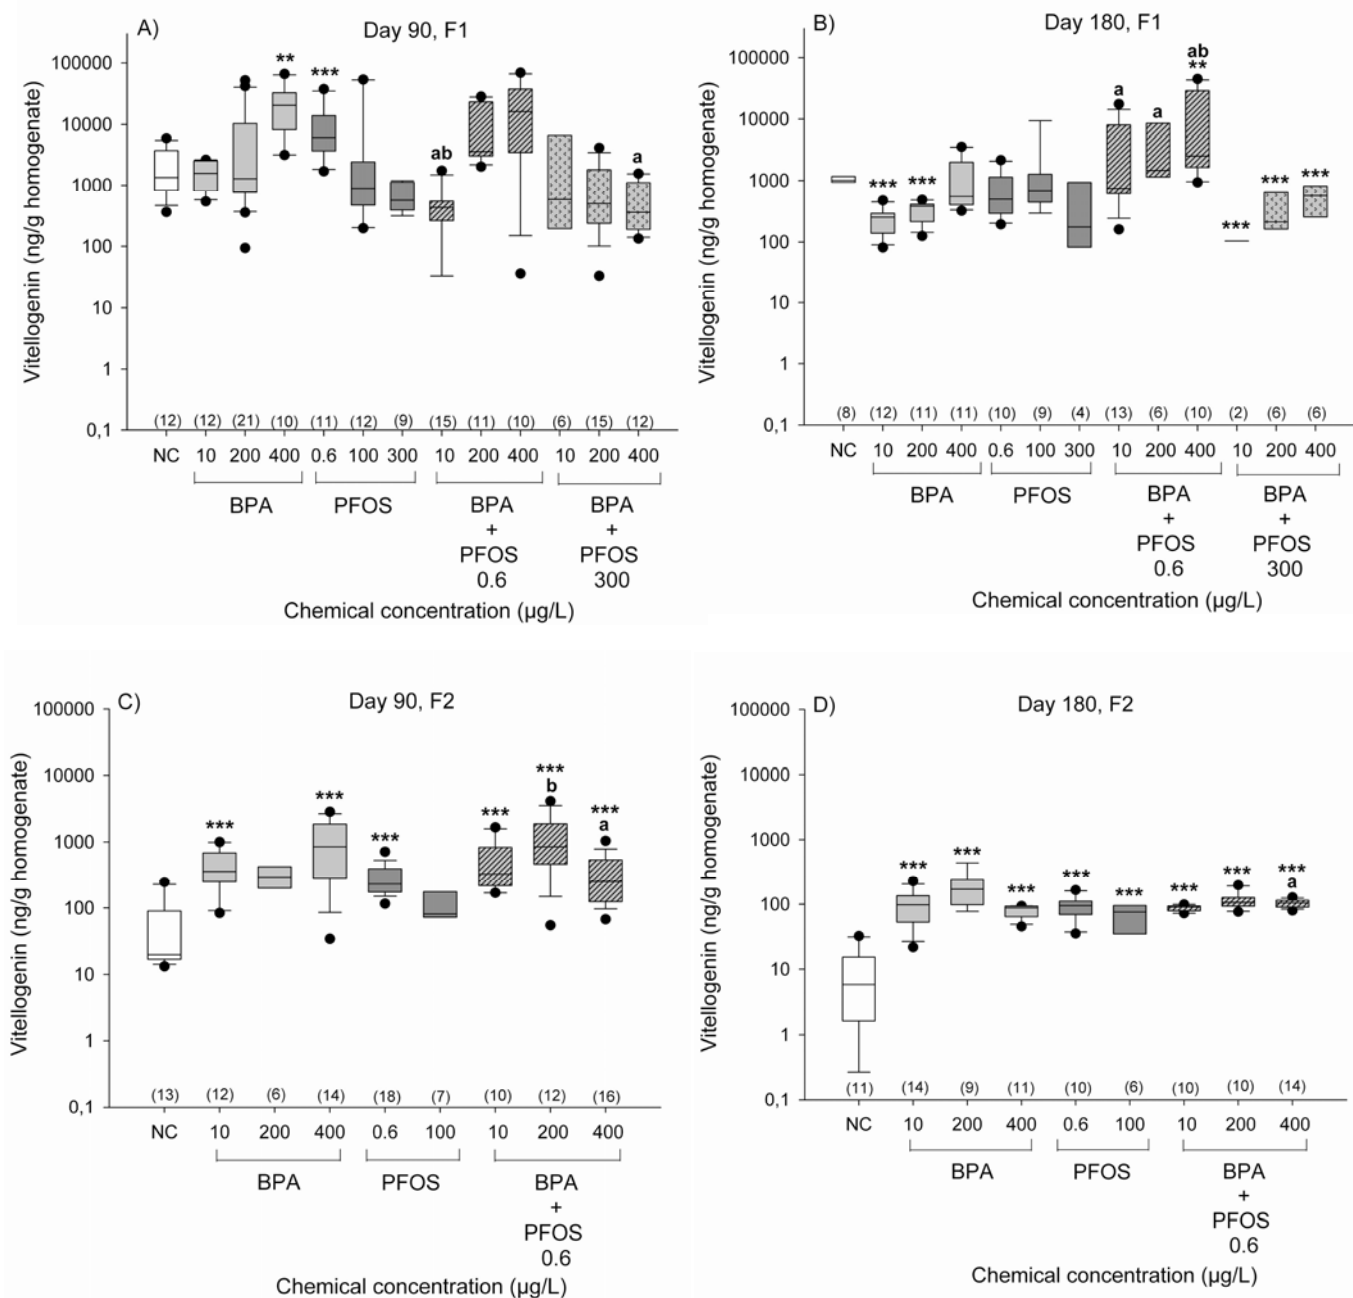 A)
Day 90, F1
Vitellogenin (ng/g homogenate)
100000
10000
1000
100
10
1
0,1
** *** ab a
(12) (12) (21) (10) (11) (12) (9) (15) (11) (10) (6) (15) (12)
NC 10 200 400 0.6 100 300 10 200 400 10 200 400
BPA PFOS BPA BPA
+ +
PFOS PFOS
0.6 300
Chemical concentration (µg/L)
B)
Day 180, F1
Vitellogenin (ng/g homogenate)
100000
10000
1000
100
10
1
0,1
ab
a a **
*** *** *** *** ***
(8) (12) (11) (11) (10) (9) (4) (13) (6) (10) (2) (6) (6)
NC 10 200 400 0.6 100 300 10 200 400 10 200 400
BPA PFOS BPA BPA
+ +
PFOS PFOS
0.6 300
Chemical concentration (µg/L)
C)
Day 90, F2
Vitellogenin (ng/g homogenate)
100000
10000
1000
100
10
1
0,1
*** *** *** *** *** ***
b a
(13) (12) (6) (14) (18) (7) (10) (12) (16)
NC 10 200 400 0.6 100 10 200 400
BPA PFOS BPA
+
PFOS
0.6
Chemical concentration (µg/L)
D)
Day 180, F2
Vitellogenin (ng/g homogenate)
100000
10000
1000
100
10
1
0,1
*** *** *** *** *** *** *** ***
a
(11) (14) (9) (11) (10) (6) (10) (10) (14)
NC 10 200 400 0.6 100 10 200 400
BPA PFOS BPA
+
PFOS
0.6
Chemical concentration (µg/L)